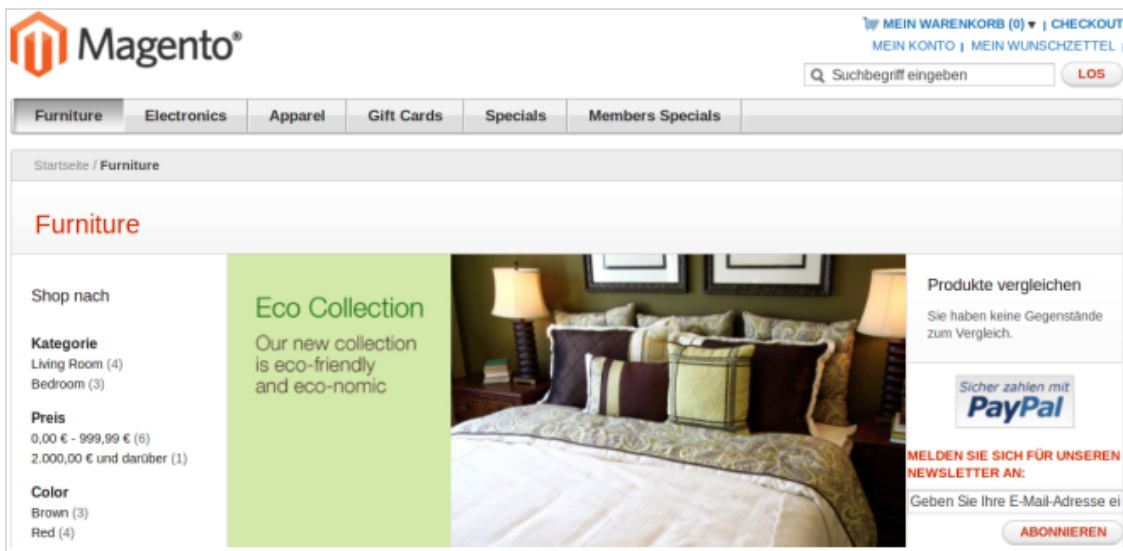 Magento®
MEIN WARENKORB (0) ▾ | CHECKOUT
MEIN KONTO | MEIN WUNSCHZETTEL |
Suchbegriff eingeben
LOS
Furniture Electronics Apparel Gift Cards Specials Members Specials
Startseite / Furniture
Furniture
Shop nach
Kategorie
Living Room (4)
Bedroom (3)
Preis
0,00 € - 999,99 € (6)
2.000,00 € und darüber (1)
Color
Brown (3)
Red (4)
Eco Collection
Our new collection
is eco-friendly
and eco-nomic
Produkte vergleichen
Sie haben keine Gegenstände
zum Vergleich.
Sicher zahlen mit
PayPal
MELDEN SIE SICH FÜR UNSEREN
NEWSLETTER AN:
Geben Sie Ihre E-Mail-Adresse ei
ABONNIEREN